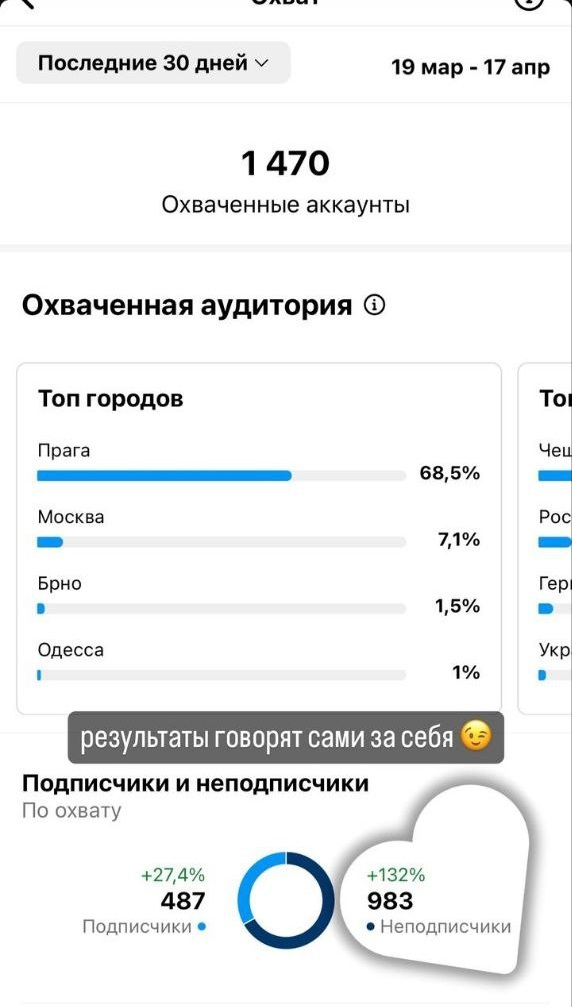 Охват
Последние 30 дней
19 мар - 17 апр
1 470
Охваченные аккаунты
Охваченная аудитория
Топ городов
Прага
68,5%
Москва
7,1%
Брно
1,5%
Одесса
1%
То
Чеш
Рос
Гер
Укр
результаты говорят сами за себя
Подписчики и неподписчики
По охвату
+27,4%
487
Подписчики
+132%
983
Неподписчики